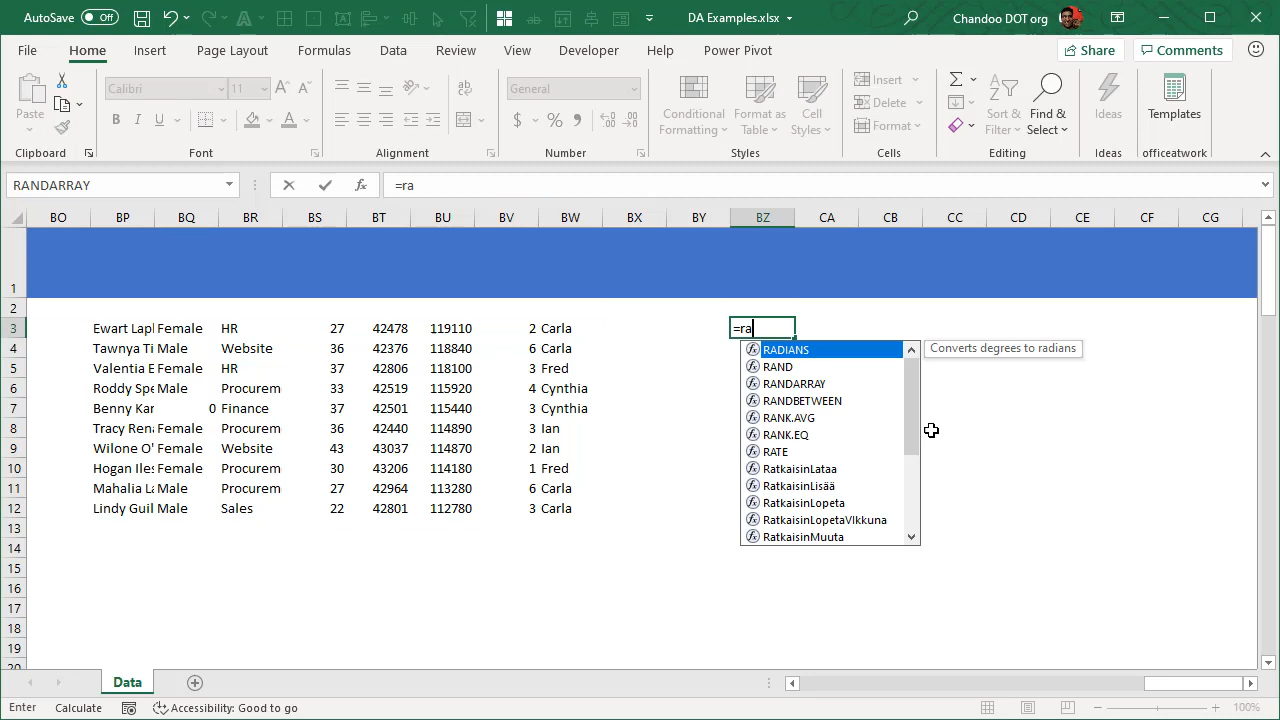 AutoSave Off DA Examples.xlsx Chandoo DOT org
File Home Insert Page Layout Formulas Data Review View Developer Help Power Pivot Share Comments
Calibri 11 General Insert
Paste Conditional Formatting Format as Table Cell Styles Delete Sort & Filter Find & Select Ideas Templates
Format
Clipboard Font Alignment Number Styles Cells Editing Ideas officeatwork
RANDARRAY =ra
BO BP BQ BR BS BT BU BV BW BX BY BZ CA CB CC CD CE CF CG
1
2
3 Ewart Lapl Female HR 27 42478 119110 2 Carla =ra
4 Tawnya Ti Male Website 36 42376 118840 6 Carla RADIANS Converts degrees to radians
5 Valentia E Female HR 37 42806 118100 3 Fred RAND
6 Roddy Spe Male Procurem 33 42519 115920 4 Cynthia RANDARRAY
7 Benny Kar 0 Finance 37 42501 115440 3 Cynthia RANDBETWEEN
8 Tracy Rena Female Procurem 36 42440 114890 3 Ian RANK.AVG
RANK.EQ
9 Wilone O' Female Website 43 43037 114870 2 Ian RATE
10 Hogan Iles Female Procurem 30 43206 114180 1 Fred RatkaisinLataa
11 Mahalia La Male Procurem 27 42964 113280 6 Carla RatkaisinLisää
12 Lindy Guil Male Sales 22 42801 112780 3 Carla RatkaisinLopeta
13 RatkaisinLopetaVIkkuna
14 RatkaisinMuuta
15
16
17
18
19
20
Data
Enter Calculate Accessibility: Good to go 100%